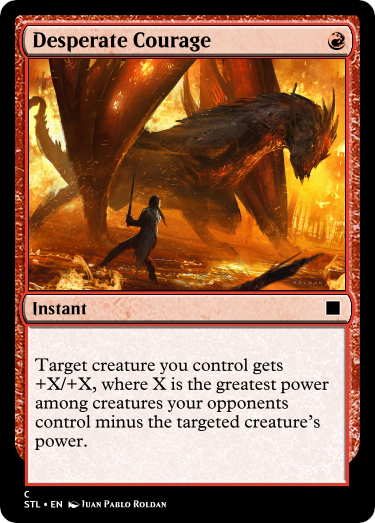 Desperate Courage
ROLDAN
Instant
Target creature you control gets
+X/+X, where X is the greatest power
among creatures your opponents
control minus the targeted creature's
power.
C
STL • EN Juan Pablo Roldan